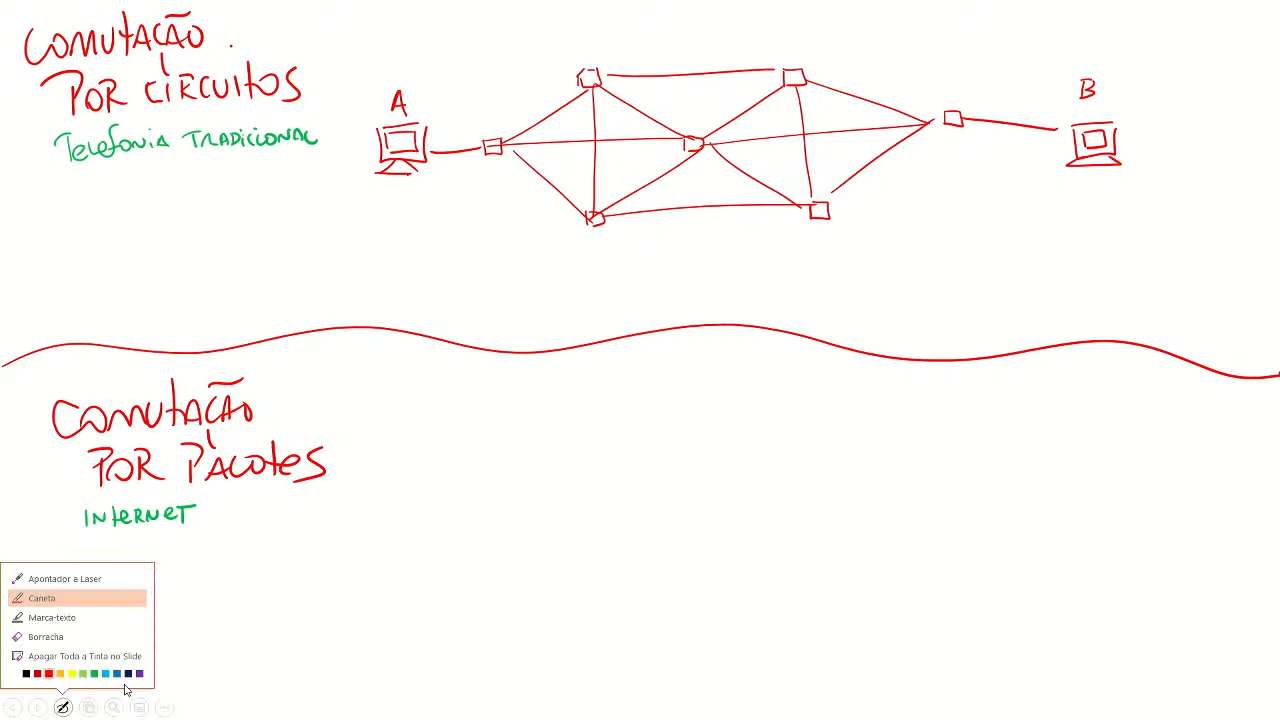 COMUTAÇÃO
POR CIRCUITOS
Telefonia TRADICIONAL
A
B
COMUTAÇÃO
POR PACOTES
INTERNET
Apontador a Laser
Caneta
Marca-texto
Borracha
Apagar Toda a Tinta no Slide